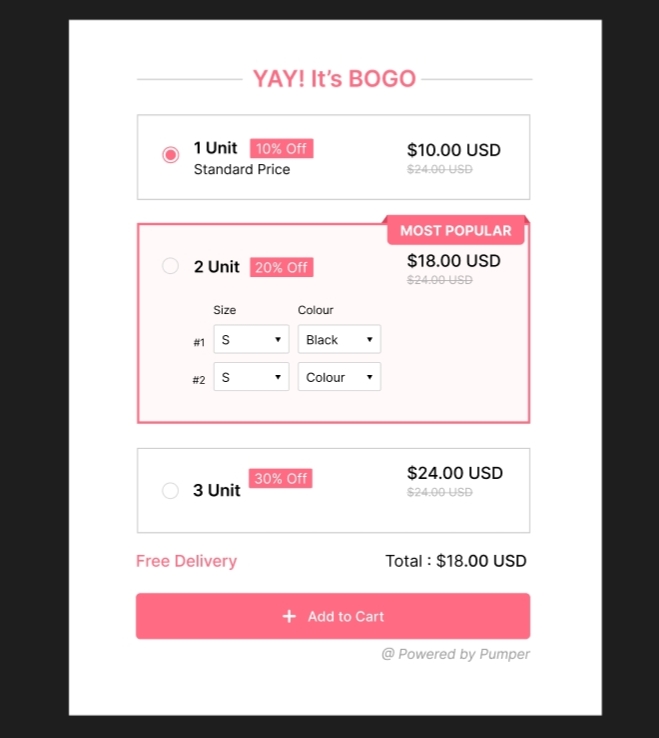 YAY! It’s BOGO
1 Unit 10% Off $10.00 USD
Standard Price $24.00 USD
MOST POPULAR
2 Unit 20% Off $18.00 USD
$24.00 USD
Size Colour
#1 S Black
#2 S Colour
30% Off $24.00 USD
3 Unit $24.00 USD
Free Delivery Total : $18.00 USD
+ Add to Cart
@ Powered by Pumper